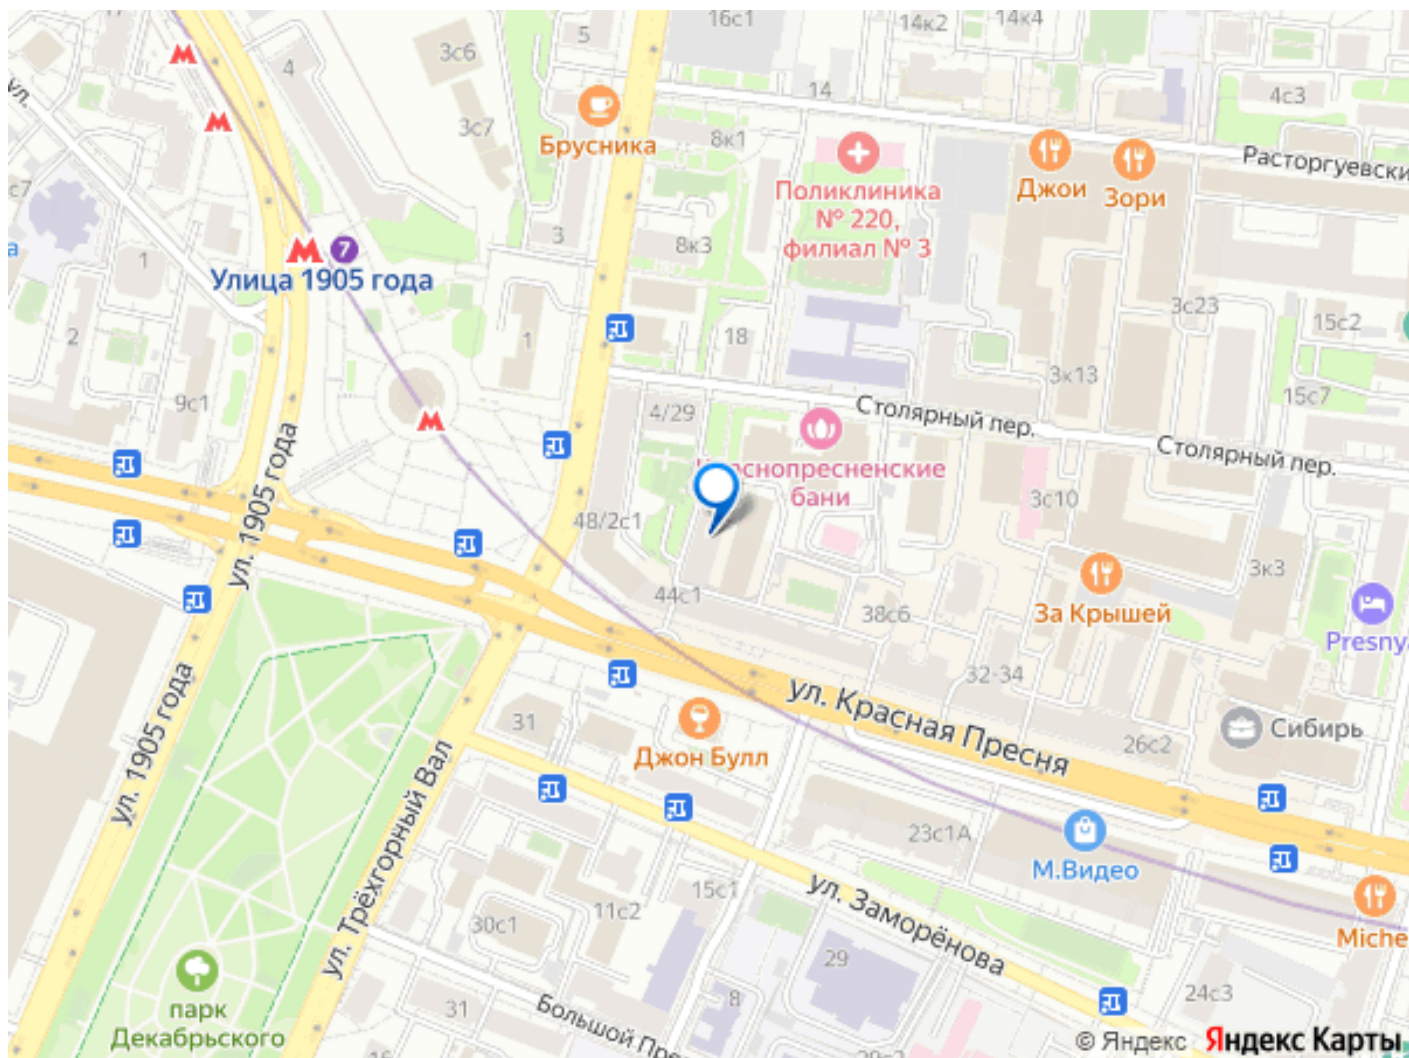 16с1
14к2
14к4
5
3с6
4
4с3
14
ул.
3с7
8к1
Брусника
Расторгуевски
Джои
Зори
Поликлиника
№ 220,
филиал № 3
с7
3
8к3
а
1
7
Улица 1905 года
3с23
15с2
2
1
18
3к13
15с7
9с1
4/29
Столярный пер.
Столярный пер.
снопресненские
бани
3с10
ул. 1905 года
48/2с1
3к3
44с1
38с6
За Крышей
Presny
32-34
ул. Красная Пресня
ул. 1905 года
31
Сибирь
26с2
Джон Булл
ул. Трёхгорный Вал
23с1А
М.Видео
15с1
ул. Заморёнова
11с2
30с1
Miche
29
24с3
8
парк
Декабрьского
31
Большой Пре
16
29с2
© Яндекс Яндекс Карты